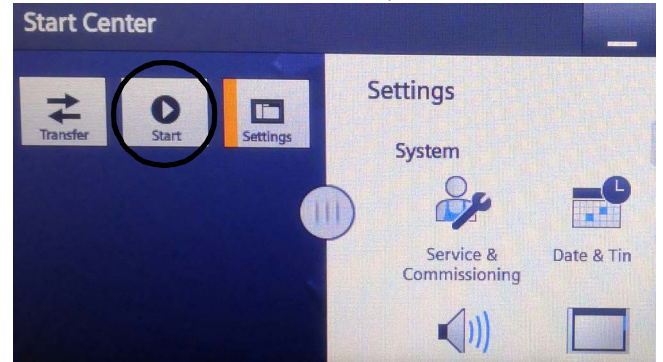 Start Center
Transfer
Start
Settings
Settings
System
Service &
Commissioning
Date & Tin